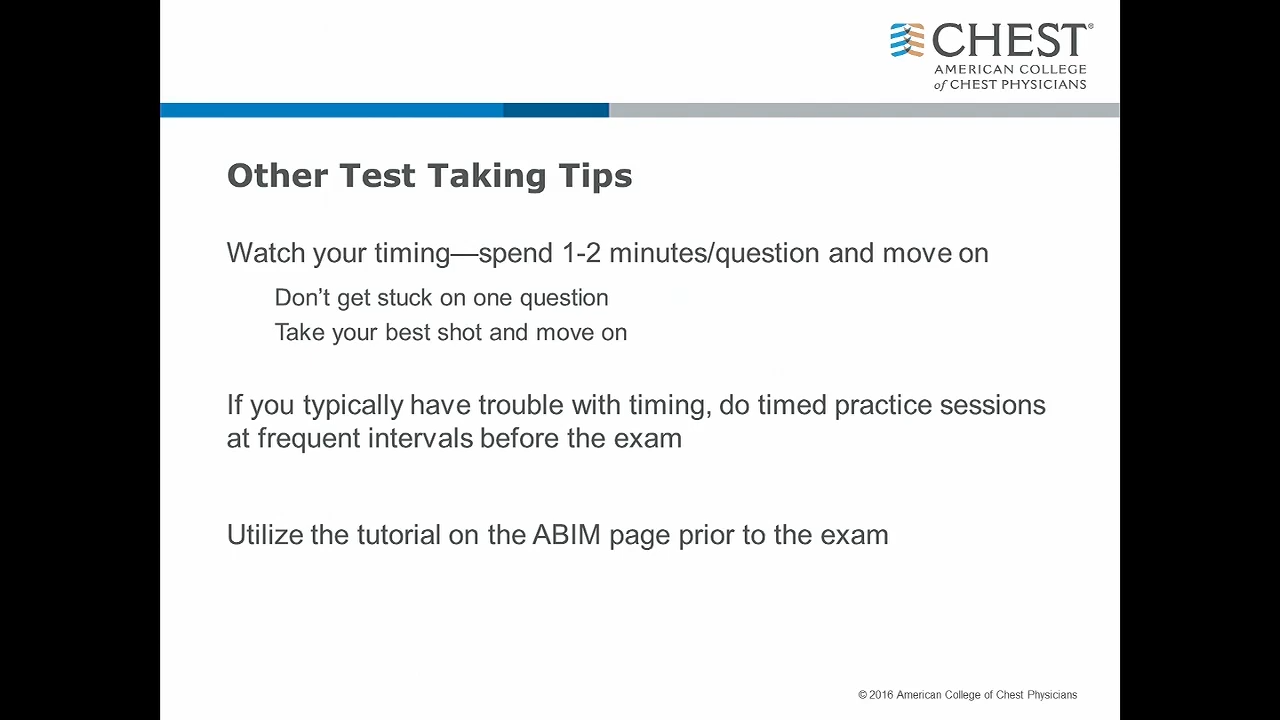 CHEST®
AMERICAN COLLEGE
of CHEST PHYSICIANS
Other Test Taking Tips
Watch your timing—spend 1-2 minutes/question and move on
Don’t get stuck on one question
Take your best shot and move on
If you typically have trouble with timing, do timed practice sessions
at frequent intervals before the exam
Utilize the tutorial on the ABIM page prior to the exam
© 2016 American College of Chest Physicians